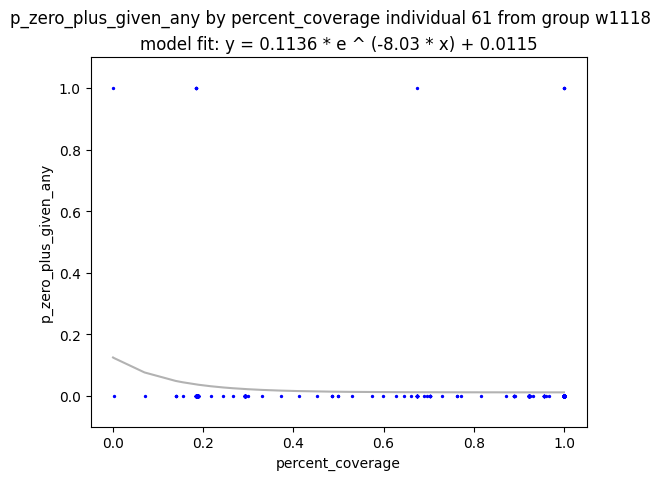 p_zero_plus_given_any by percent_coverage individual 61 from group w1118
model fit: y = 0.1136 * e ^ (-8.03 * x) + 0.0115
1.0
0.8
0.6
0.4
0.2
0.0
p_zero_plus_given_any
0.0 0.2 0.4 0.6 0.8 1.0
percent_coverage